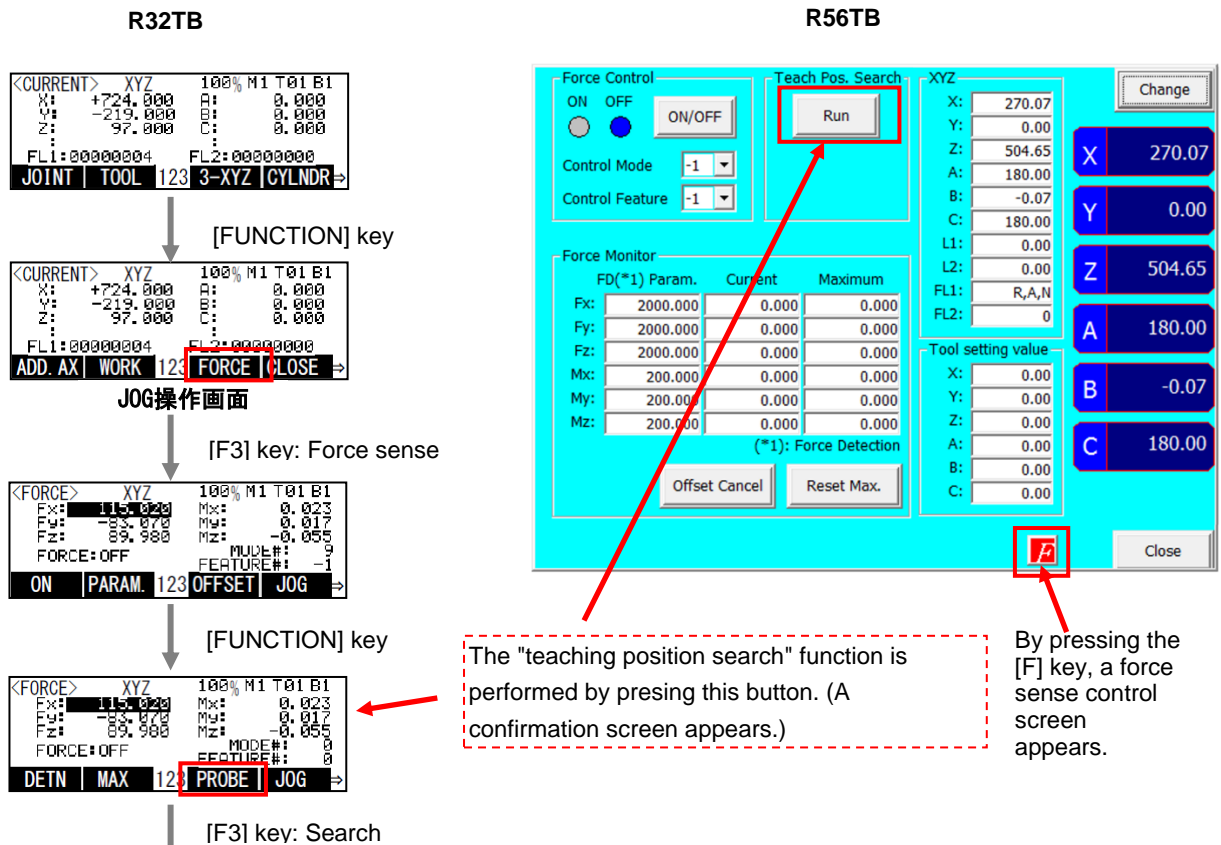 R32TB
<CURRENT> XYZ 100% M1 T01 B1
X: +724.000 A: 0.000
Y: -219.000 B: 0.000
Z: 97.000 C: 0.000
: :
FL1:00000004 FL2:00000000
JOINT TOOL 123 3-XYZ CYLNDR⇒
[FUNCTION] key
<CURRENT> XYZ 100% M1 T01 B1
X: +724.000 A: 0.000
Y: -219.000 B: 0.000
Z: 97.000 C: 0.000
: :
FL1:00000004 FL2:00000000
ADD.AX WORK 123 FORCE CLOSE ⇒
JOG操作画面
[F3] key: Force sense
<FORCE> XYZ 100% M1 T01 B1
Fx: 115.020 Mx: 0.023
Fy: -83.070 My: 0.017
Fz: 89.980 Mz: -0.055
FORCE:OFF MODE#: 9
FEATURE#: -1
ON PARAM. 123 OFFSET JOG ⇒
[FUNCTION] key
<FORCE> XYZ 100% M1 T01 B1
Fx: 115.020 Mx: 0.023
Fy: -83.070 My: 0.017
Fz: 89.980 Mz: -0.055
FORCE:OFF MODE#: 0
FEATURE#: 0
DETN MAX 123 PROBE JOG ⇒
[F3] key: Search
R56TB
Force Control
ON OFF
ON/OFF
Control Mode -1
Control Feature -1
Teach Pos. Search
Run
XYZ
X: 270.07
Y: 0.00
Z: 504.65
A: 180.00
B: -0.07
C: 180.00
L1: 0.00
L2: 0.00
FL1: R,A,N
FL2: 0
Change
X 270.07
Y 0.00
Z 504.65
A 180.00
B -0.07
C 180.00
Force Monitor
FD(*1) Param. Current Maximum
Fx: 2000.000 0.000 0.000
Fy: 2000.000 0.000 0.000
Fz: 2000.000 0.000 0.000
Mx: 200.000 0.000 0.000
My: 200.000 0.000 0.000
Mz: 200.000 0.000 0.000
(*1): Force Detection
Offset Cancel Reset Max.
Tool setting value
X: 0.00
Y: 0.00
Z: 0.00
A: 0.00
B: 0.00
C: 0.00
F
Close
The "teaching position search" function is
performed by presing this button. (A
confirmation screen appears.)
By pressing the
[F] key, a force
sense control
screen
appears.